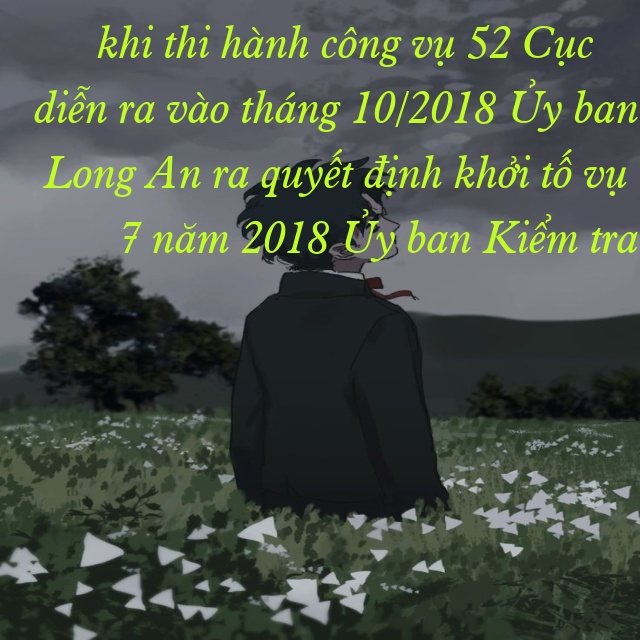 khi thi hành công vụ 52 Cục
diễn ra vào tháng 10/2018 Ủy ban
Long An ra quyết định khởi tố vụ
7 năm 2018 Ủy ban Kiểm tra